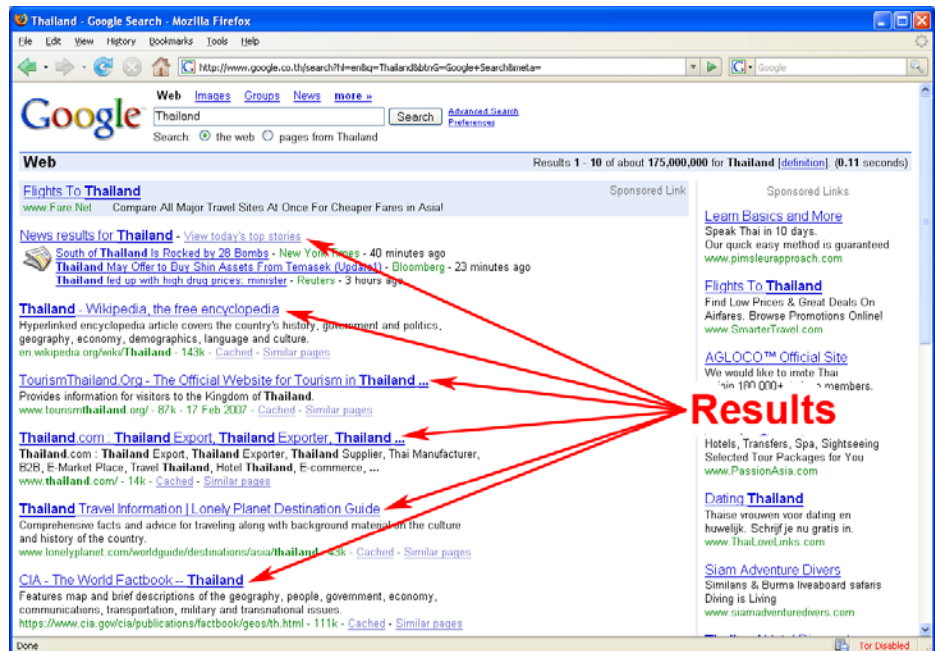 Thailand - Google Search - Mozilla Firefox
File Edit View History Bookmarks Tools Help
http://www.google.co.th/search?hl=en&q=Thailand&btnG=Google+Search&meta=
Google
Google
Web Images Groups News more »
Thailand
Search
Advanced Search
Preferences
Search: the web pages from Thailand
Web
Results 1 - 10 of about 175,000,000 for Thailand [definition]. (0.11 seconds)
Flights To Thailand
Sponsored Link
www.Fare.Net Compare All Major Travel Sites At Once For Cheaper Fares in Asia!
News results for Thailand - View today's top stories
South of Thailand Is Rocked by 28 Bombs - New York Times - 40 minutes ago
Thailand May Offer to Buy Shin Assets From Temasek (Update1) - Bloomberg - 23 minutes ago
Thailand fed up with high drug prices: minister - Reuters - 3 hours ago
Thailand - Wikipedia, the free encyclopedia
Hyperlinked encyclopedia article covers the country's history, government and politics,
geography, economy, demographics, language and culture.
en.wikipedia.org/wiki/Thailand - 143k - Cached - Similar pages
TourismThailand.Org - The Official Website for Tourism in Thailand ...
Provides information for visitors to the Kingdom of Thailand.
www.tourismthailand.org/ - 87k - 17 Feb 2007 - Cached - Similar pages
Thailand.com : Thailand Export, Thailand Exporter, Thailand ...
Thailand.com : Thailand Export, Thailand Exporter, Thailand Supplier, Thai Manufacturer,
B2B, E-Market Place, Travel Thailand, Hotel Thailand, E-commerce, ...
www.thailand.com/ - 14k - Cached - Similar pages
Thailand Travel Information | Lonely Planet Destination Guide
Comprehensive facts and advice for traveling along with background material on the culture
and history of the country.
www.lonelyplanet.com/worldguide/destinations/asia/thailand - 43k - Cached - Similar pages
CIA - The World Factbook -- Thailand
Features map and brief descriptions of the geography, people, government, economy,
communications, transportation, military and transnational issues.
https://www.cia.gov/cia/publications/factbook/geos/th.html - 111k - Cached - Similar pages
Sponsored Links
Learn Basics and More
Speak Thai in 10 days.
Our quick easy method is guaranteed
www.pimsleurapproach.com
Flights To Thailand
Find Low Prices & Great Deals On
Airfares. Browse Promotions Online!
www.SmarterTravel.com
AGLOCO™ Official Site
We would like to invite Thai
members.
Results
Hotels, Transfers, Spa, Sightseeing
Selected Tour Packages for You
www.PassionAsia.com
Dating Thailand
Thaise vrouwen voor dating en
huwelijk. Schrijf je nu gratis in.
www.ThaiLoveLinks.com
Siam Adventure Divers
Similans & Burma liveaboard safaris
Diving is Living
www.siamadventuredivers.com
Done
Tor Disabled